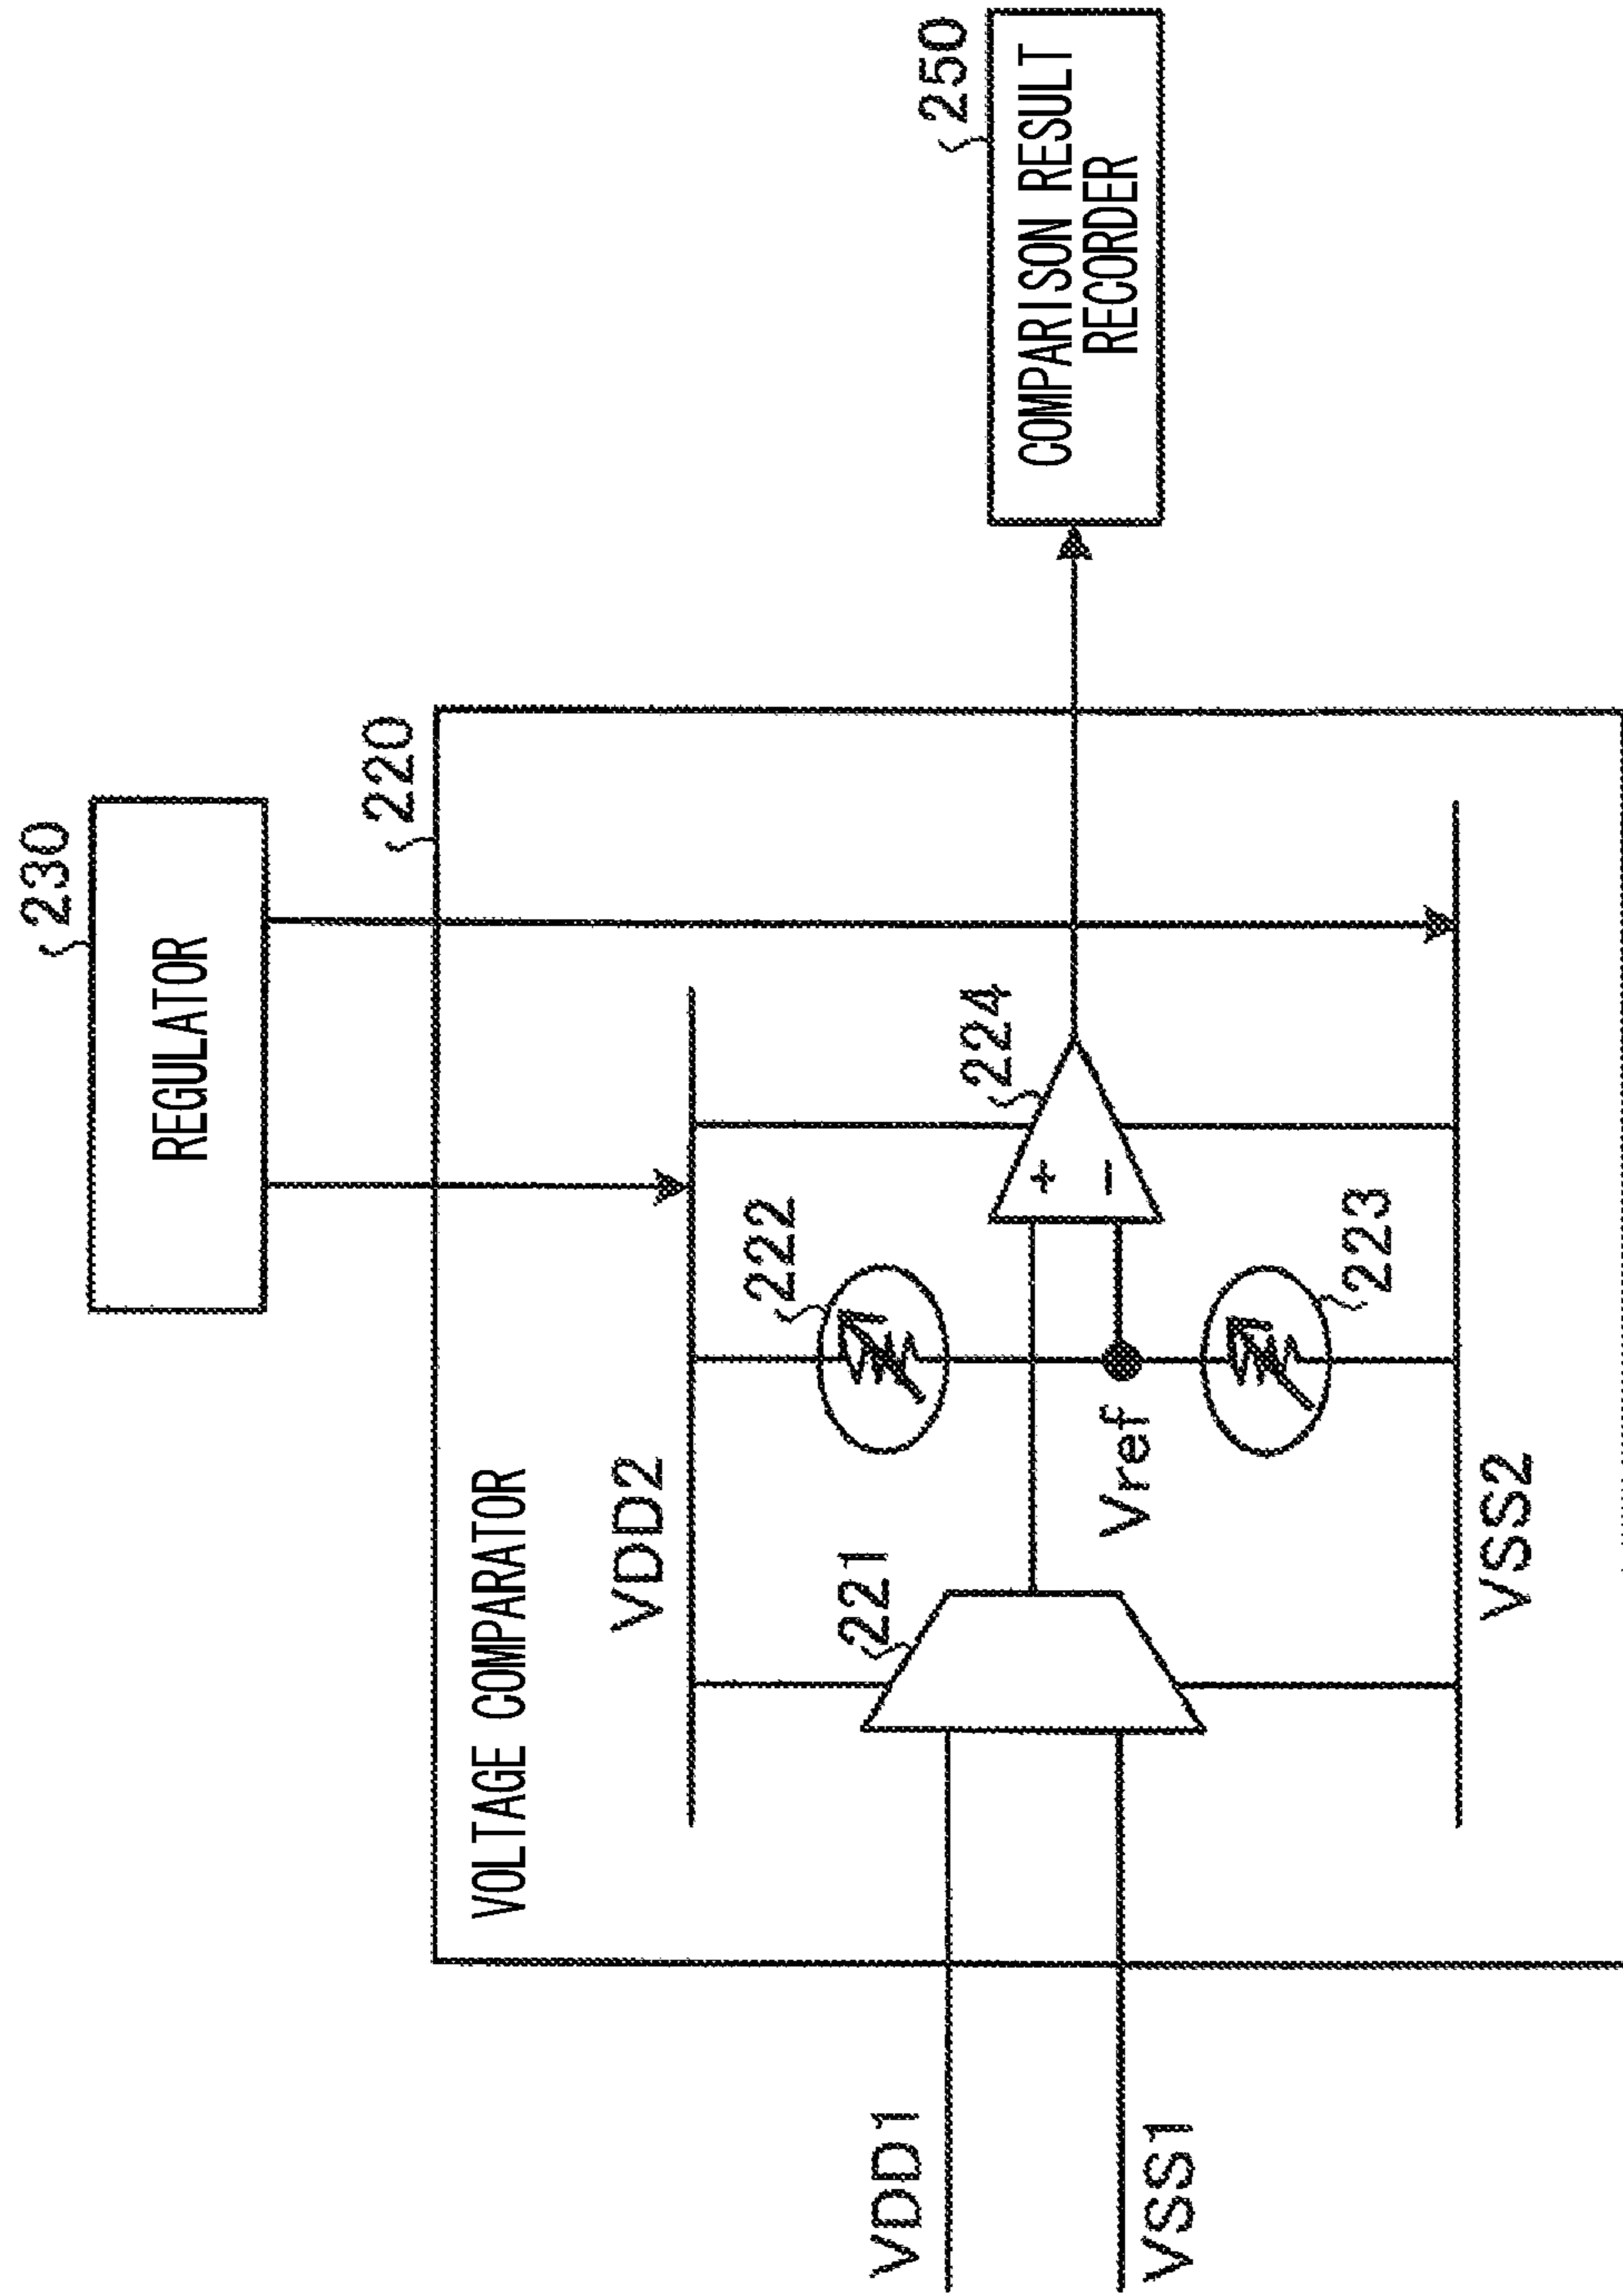 230
REGULATOR
220
VOLTAGE COMPARATOR
VDD2
222
221
224
+
−
250
COMPARISON RESULT
RECORDER
VDD1
VSS1
Vref
223
VSS2